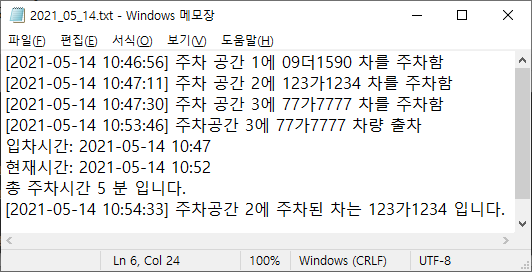 2021_05_14.txt - Windows 메모장
파일(F) 편집(E) 서식(O) 보기(V) 도움말(H)
[2021-05-14 10:46:56] 주차 공간 1에 09더1590 차를 주차함
[2021-05-14 10:47:11] 주차 공간 2에 123가1234 차를 주차함
[2021-05-14 10:47:30] 주차 공간 3에 77가7777 차를 주차함
[2021-05-14 10:53:46] 주차공간 3에 77가7777 차량 출차
입차시간: 2021-05-14 10:47
현재시간: 2021-05-14 10:52
총 주차시간 5 분 입니다.
[2021-05-14 10:54:33] 주차공간 2에 주차된 차는 123가1234 입니다.
Ln 6, Col 24 100% Windows (CRLF) UTF-8